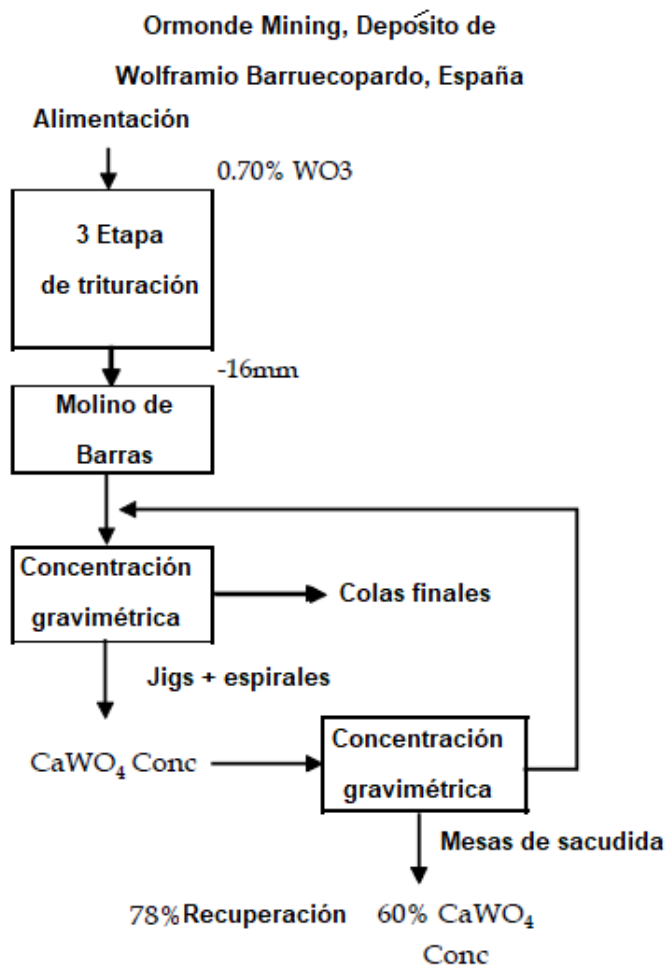 Ormonde Mining, Depósito de
Wolframio Barruecopardo, España
Alimentación
0.70% WO3
3 Etapa
de trituración
-16mm
Molino de
Barras
Concentración
gravimétrica
Colas finales
Jigs + espirales
CaWO₄ Conc
Concentración
gravimétrica
Mesas de sacudida
78% Recuperación
60% CaWO₄
Conc